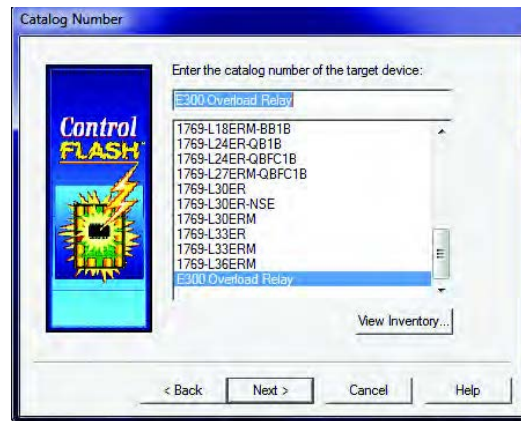 Catalog Number
Enter the catalog number of the target device:
E300 Overload Relay
Control
FLASH
1769-L18ERM-BB1B
1769-L24ER-QB1B
1769-L24ER-QBFC1B
1769-L27ERM-QBFC1B
1769-L30ER
1769-L30ER-NSE
1769-L30ERM
1769-L33ER
1769-L33ERM
1769-L36ERM
E300 Overload Relay
View Inventory...
< Back
Next >
Cancel
Help